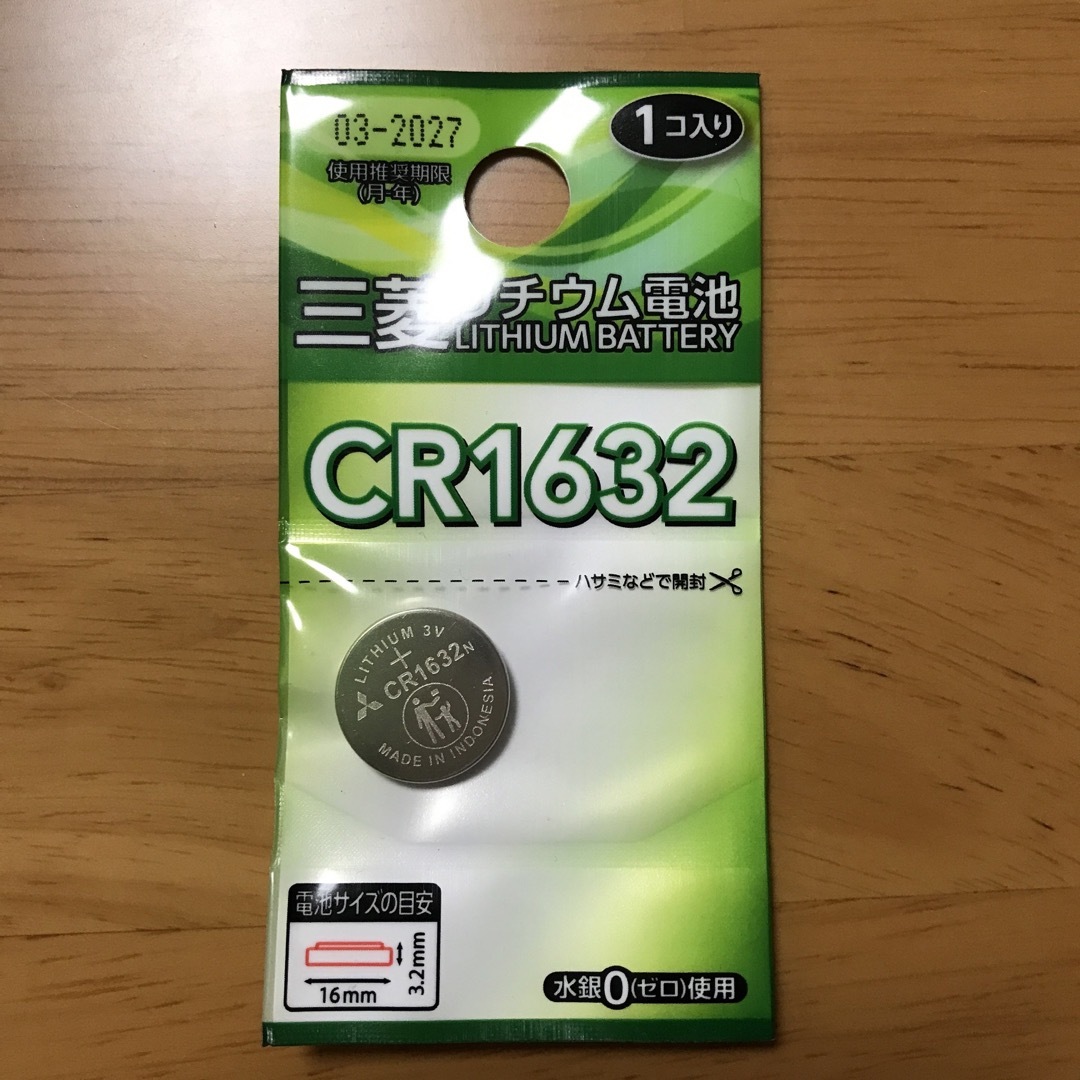 03-2027
使用推奨期限
(月-年)
1コ入り
三菱リチウム電池
LITHIUM BATTERY
CR1632
ハサミなどで開封
LITHIUM 3V
+
CR1632N
MADE IN INDONESIA
電池サイズの目安
3.2mm
16mm
水銀0(ゼロ)使用